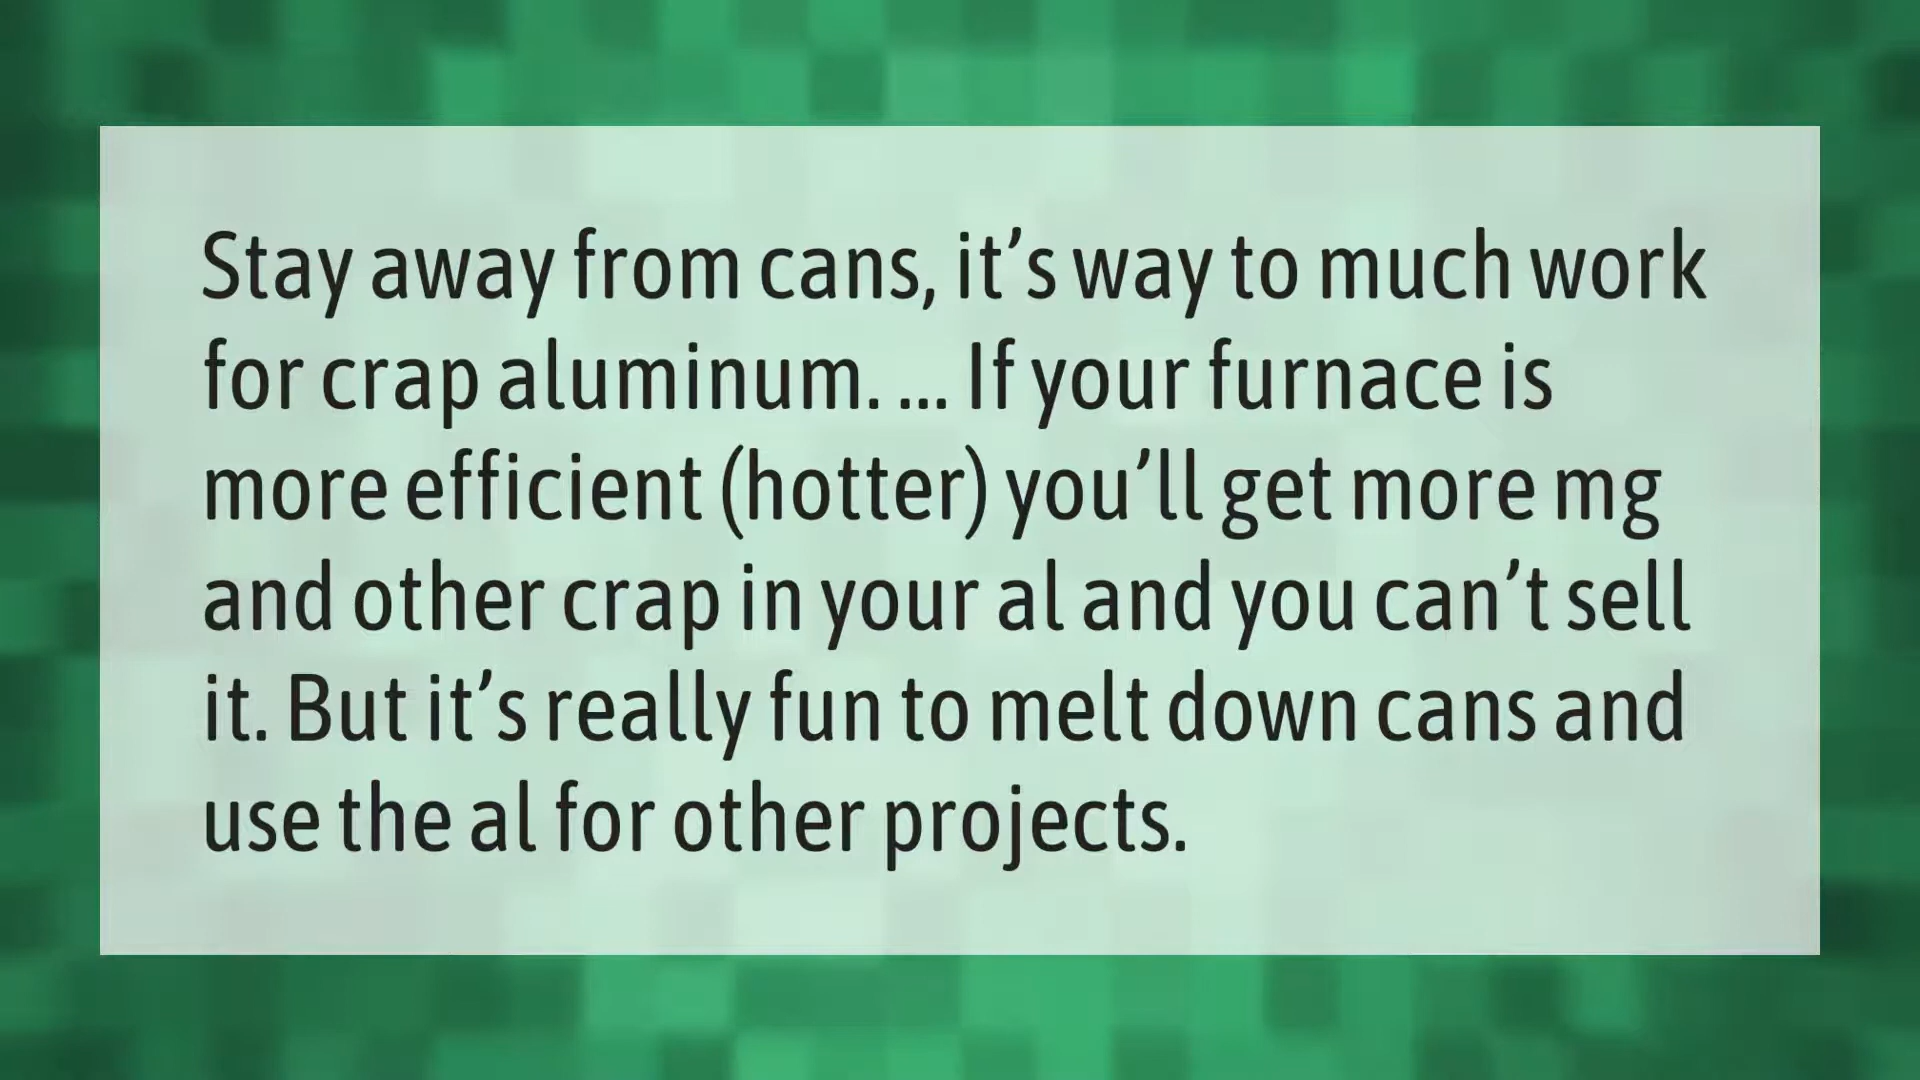 Stay away from cans, it’s way to much work
for crap aluminum. ... If your furnace is
more efficient (hotter) you’ll get more mg
and other crap in your al and you can’t sell
it. But it’s really fun to melt down cans and
use the al for other projects.